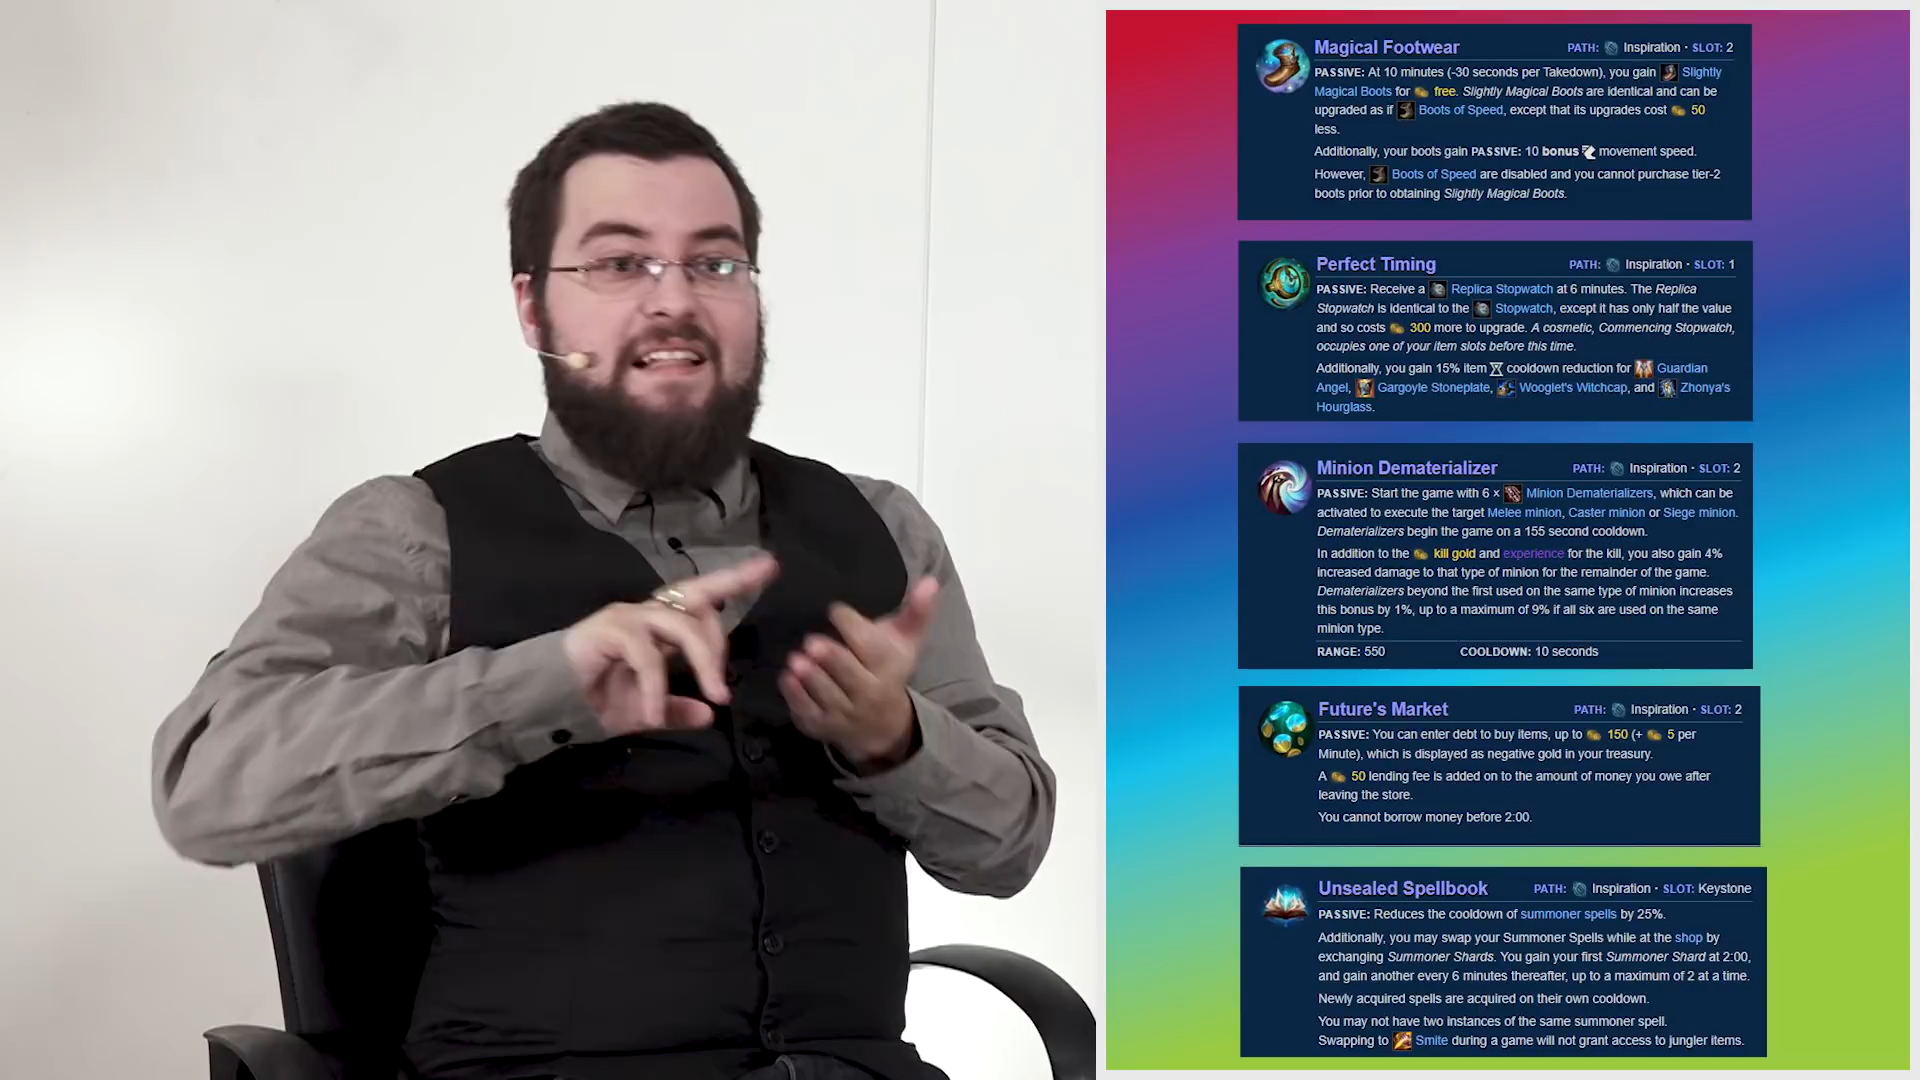 Magical Footwear PATH: Inspiration · SLOT: 2
PASSIVE: At 10 minutes (-30 seconds per Takedown), you gain Slightly
Magical Boots for free. Slightly Magical Boots are identical and can be
upgraded as if Boots of Speed, except that its upgrades cost 50
less.
Additionally, your boots gain PASSIVE: 10 bonus movement speed.
However, Boots of Speed are disabled and you cannot purchase tier-2
boots prior to obtaining Slightly Magical Boots.
Perfect Timing PATH: Inspiration · SLOT: 1
PASSIVE: Receive a Replica Stopwatch at 6 minutes. The Replica
Stopwatch is identical to the Stopwatch, except it has only half the value
and so costs 300 more to upgrade. A cosmetic, Commencing Stopwatch,
occupies one of your item slots before this time.
Additionally, you gain 15% item cooldown reduction for Guardian
Angel, Gargoyle Stoneplate, Wooglet's Witchcap, and Zhonya's
Hourglass.
Minion Dematerializer PATH: Inspiration · SLOT: 2
PASSIVE: Start the game with 6 × Minion Dematerializers, which can be
activated to execute the target Melee minion, Caster minion or Siege minion.
Dematerializers begin the game on a 155 second cooldown.
In addition to the kill gold and experience for the kill, you also gain 4%
increased damage to that type of minion for the remainder of the game.
Dematerializers beyond the first used on the same type of minion increases
this bonus by 1%, up to a maximum of 9% if all six are used on the same
minion type.
RANGE: 550 COOLDOWN: 10 seconds
Future's Market PATH: Inspiration · SLOT: 2
PASSIVE: You can enter debt to buy items, up to 150 (+ 5 per
Minute), which is displayed as negative gold in your treasury.
A 50 lending fee is added on to the amount of money you owe after
leaving the store.
You cannot borrow money before 2:00.
Unsealed Spellbook PATH: Inspiration · SLOT: Keystone
PASSIVE: Reduces the cooldown of summoner spells by 25%.
Additionally, you may swap your Summoner Spells while at the shop by
exchanging Summoner Shards. You gain your first Summoner Shard at 2:00,
and gain another every 6 minutes thereafter, up to a maximum of 2 at a time.
Newly acquired spells are acquired on their own cooldown.
You may not have two instances of the same summoner spell.
Swapping to Smite during a game will not grant access to jungler items.